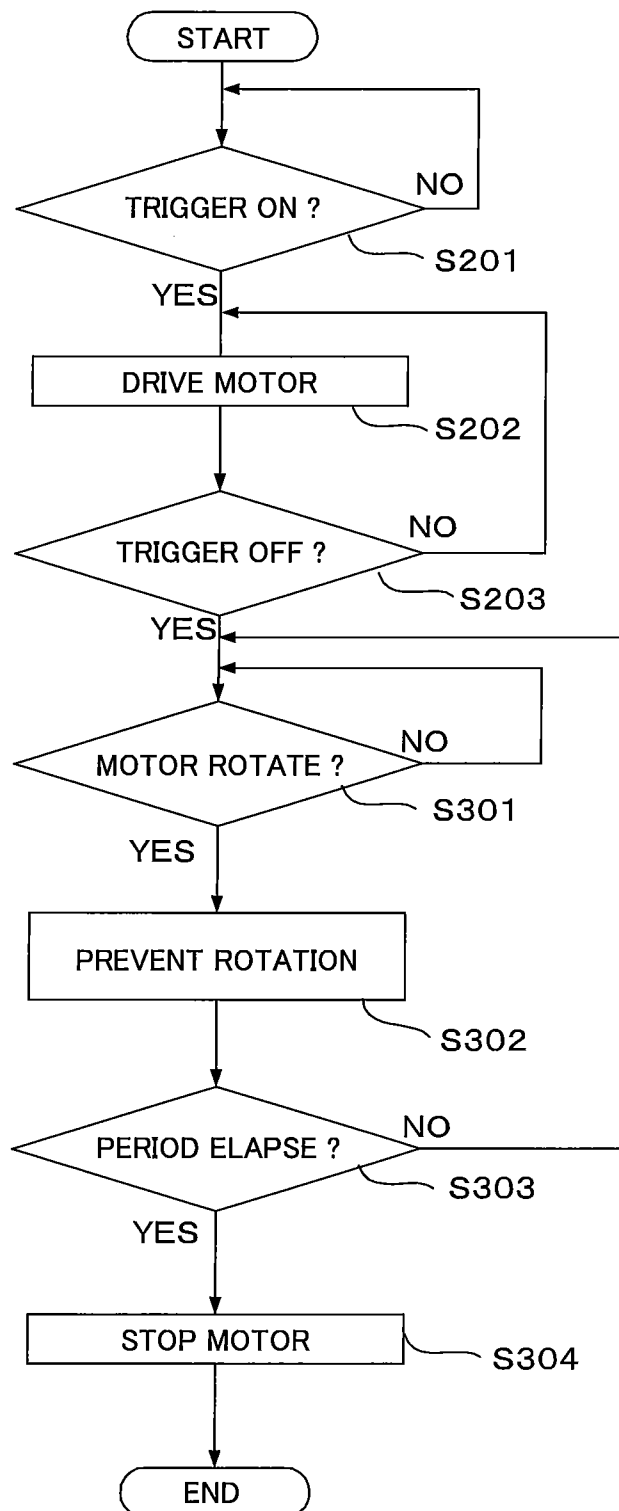 START
TRIGGER ON ?
NO
S201
YES
DRIVE MOTOR
S202
TRIGGER OFF ?
NO
S203
YES
MOTOR ROTATE ?
NO
S301
YES
PREVENT ROTATION
S302
PERIOD ELAPSE ?
NO
S303
YES
STOP MOTOR
S304
END